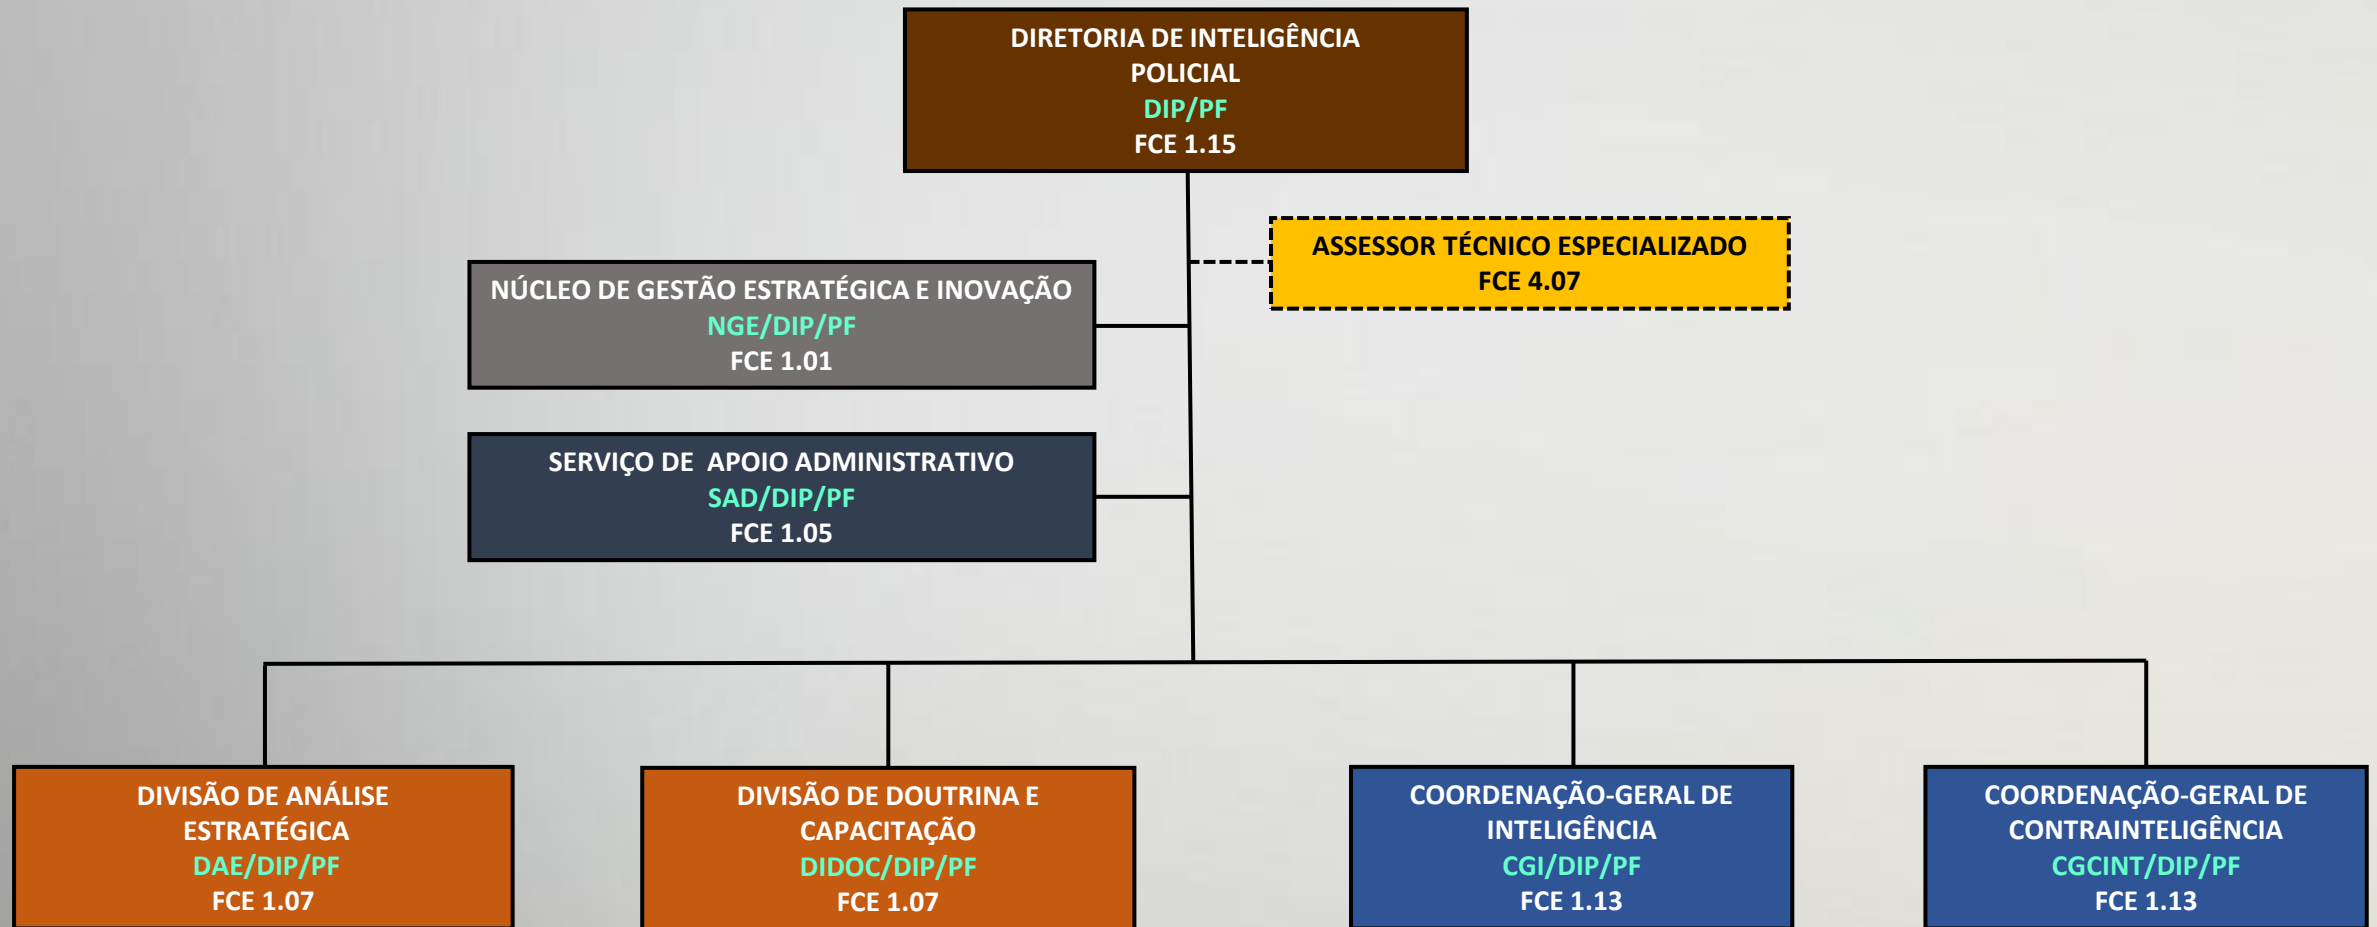 DIRETORIA DE INTELIGÊNCIA
POLICIAL
DIP/PF
FCE 1.15
ASSESSOR TÉCNICO ESPECIALIZADO
FCE 4.07
NÚCLEO DE GESTÃO ESTRATÉGICA E INOVAÇÃO
NGE/DIP/PF
FCE 1.01
SERVIÇO DE APOIO ADMINISTRATIVO
SAD/DIP/PF
FCE 1.05
DIVISÃO DE ANÁLISE
ESTRATÉGICA
DAE/DIP/PF
FCE 1.07
DIVISÃO DE DOUTRINA E
CAPACITAÇÃO
DIDOC/DIP/PF
FCE 1.07
COORDENAÇÃO-GERAL DE
INTELIGÊNCIA
CGI/DIP/PF
FCE 1.13
COORDENAÇÃO-GERAL DE
CONTRAINTELIGÊNCIA
CGCINT/DIP/PF
FCE 1.13